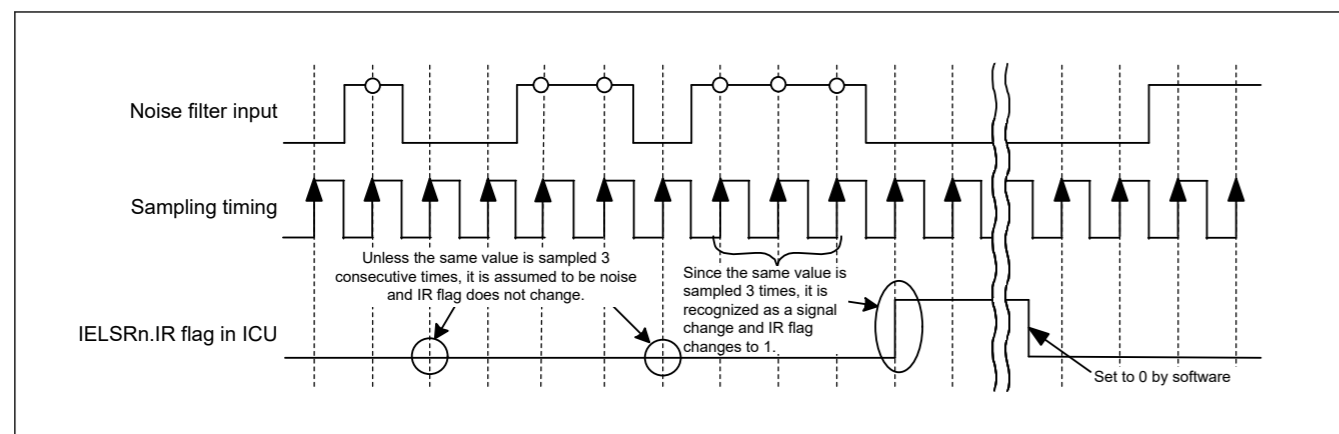 Noise filter input
Sampling timing
Unless the same value is sampled 3
consecutive times, it is assumed to be noise
and IR flag does not change.
Since the same value is
sampled 3 times, it is
recognized as a signal
change and IR flag
changes to 1.
IELSRn.IR flag in ICU
Set to 0 by software